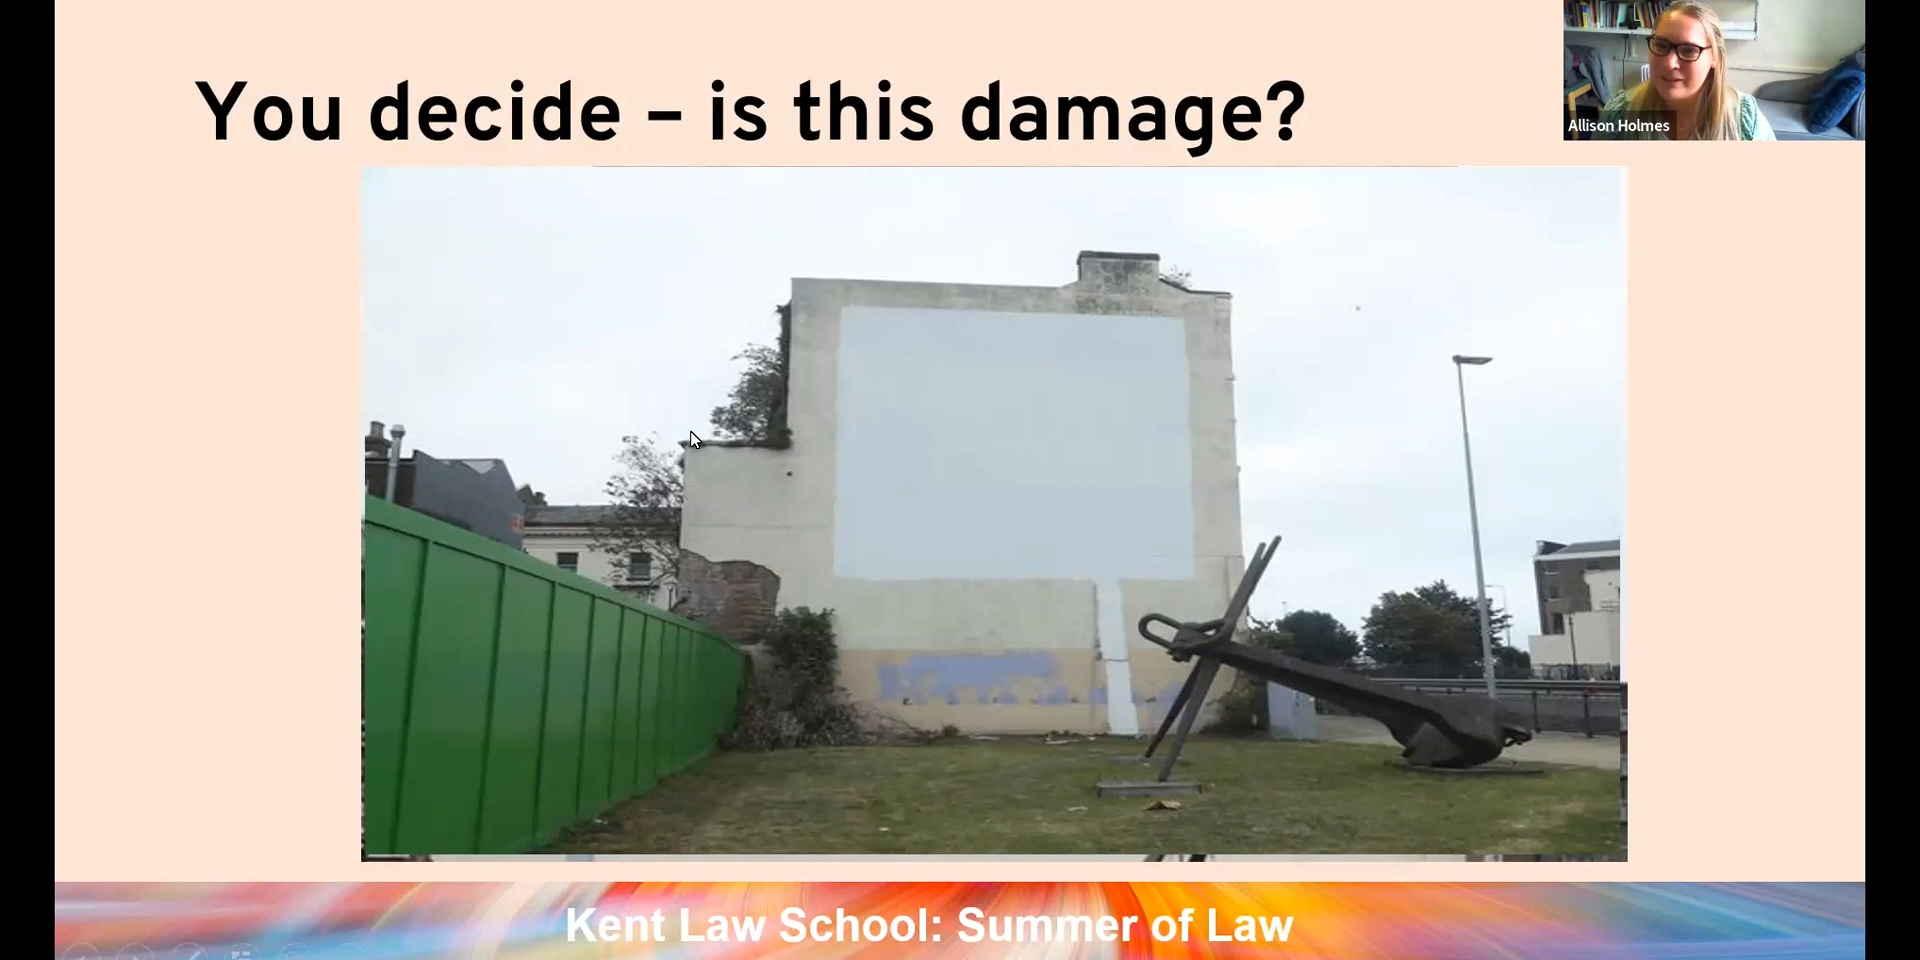 You decide – is this damage?
Allison Holmes
Kent Law School: Summer of Law